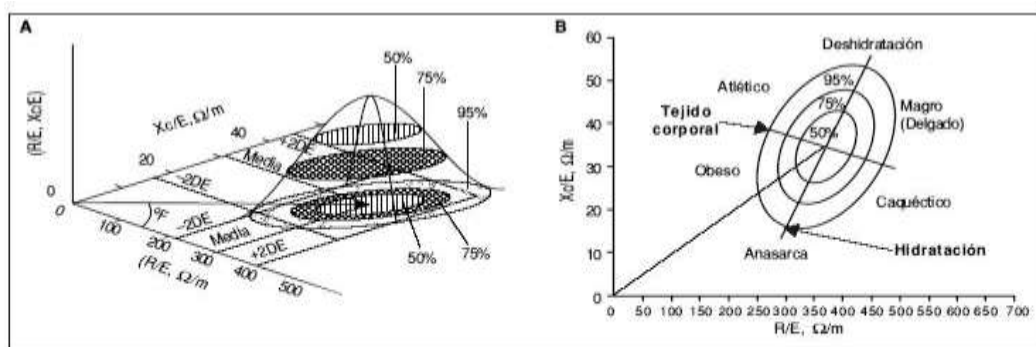 A
(R/E, Xc/E)
Xc/E, Ω/m
0
20
40
+2DE
Media
-2DE
50%
75%
95%
0
ºF
100
200
300
400
500
-2DE
Media
+2DE
50%
75%
(R/E, Ω/m
B
Xc/E, Ω/m
60
50
40
30
20
10
0
Deshidratación
Atlético
95%
75%
50%
Magro
(Delgado)
Tejido
corporal
Obeso
Caquéctico
Anasarca
Hidratación
0 50 100 150 200 250 300 350 400 450 500 550 600 700
R/E, Ω/m